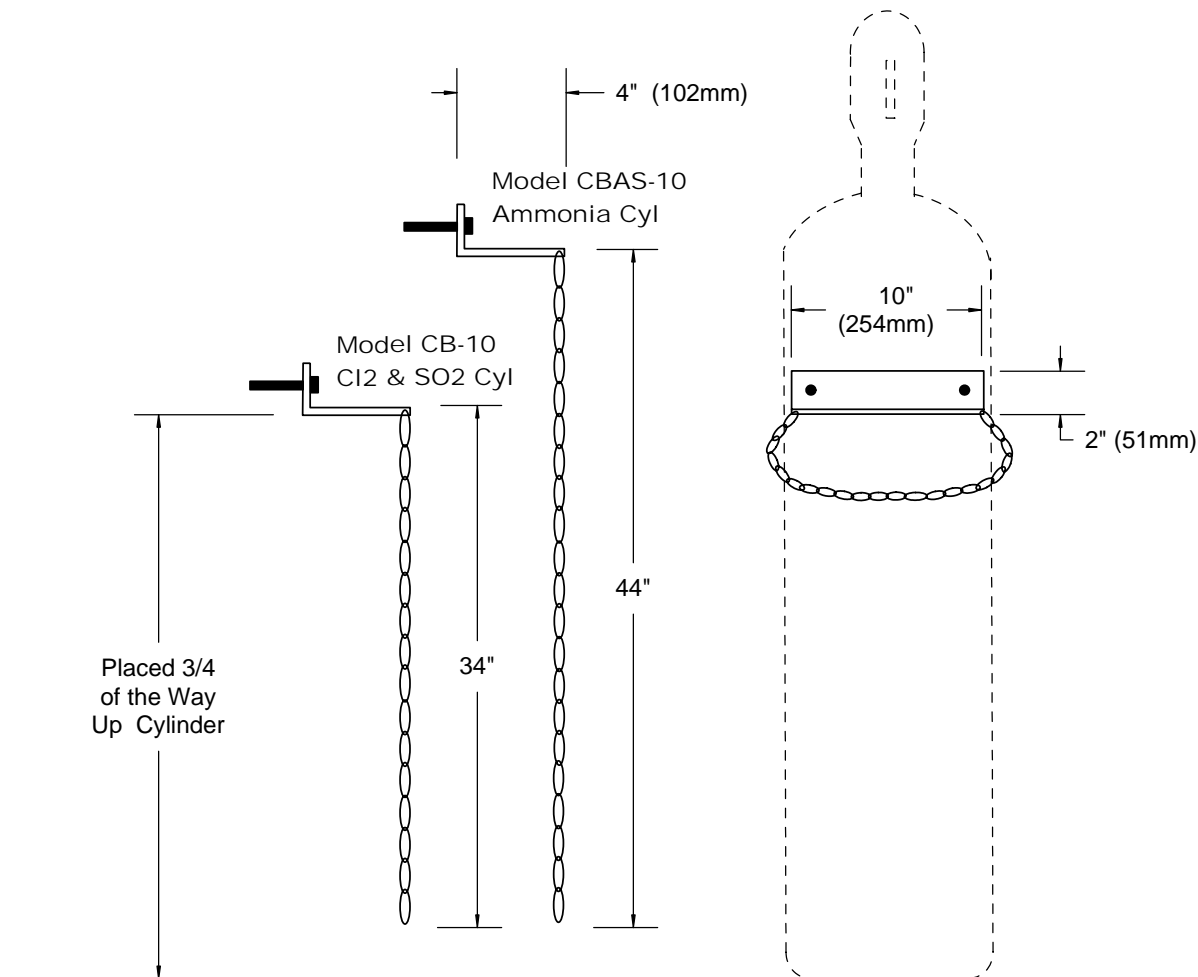 4" (102mm)
Model CBAS-10
Ammonia Cyl
10"
(254mm)
Model CB-10
Cl2 & SO2 Cyl
2" (51mm)
44"
34"
Placed 3/4
of the Way
Up Cylinder